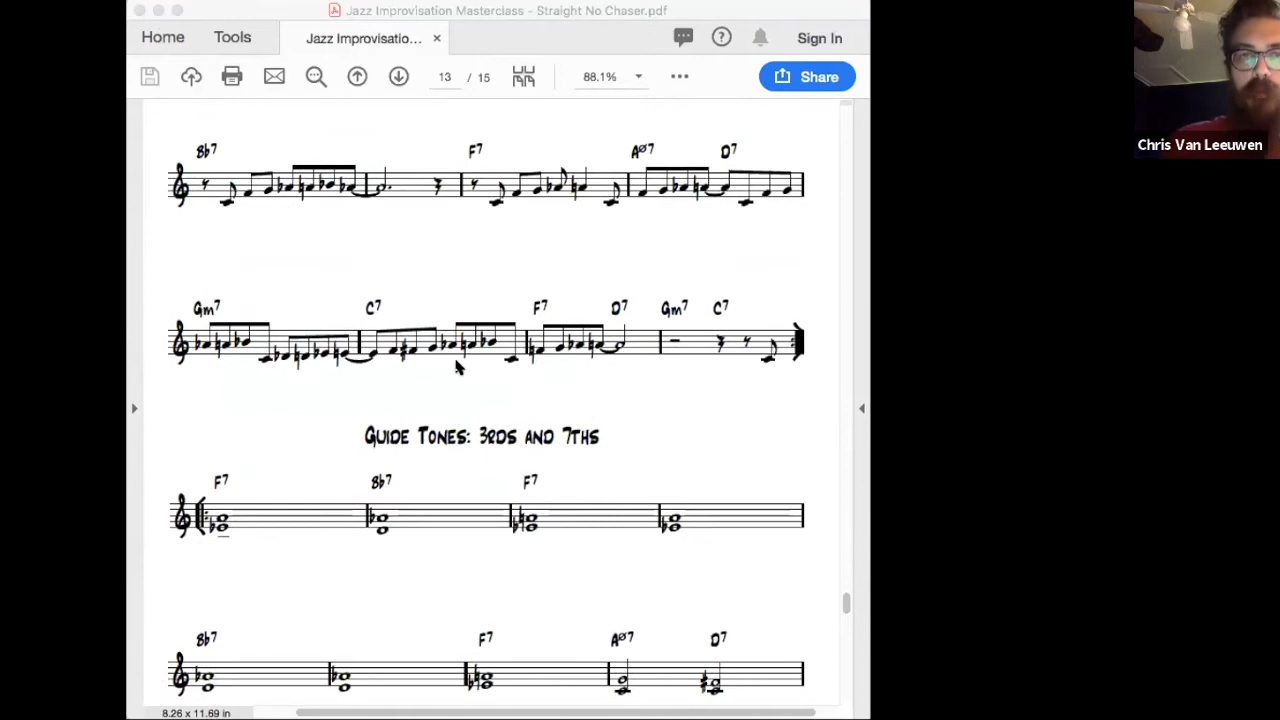 Jazz Improvisation Masterclass - Straight No Chaser.pdf
Home Tools Jazz Improvisatio... × Sign In
13 / 15 88.1% Share
Chris Van Leeuwen
Bb7 F7 Aø7 D7
Gm7 C7 F7 D7 Gm7 C7
GUIDE TONES: 3RDS AND 7THS
F7 Bb7 F7
Bb7 F7 Aø7 D7
8.26 x 11.69 in